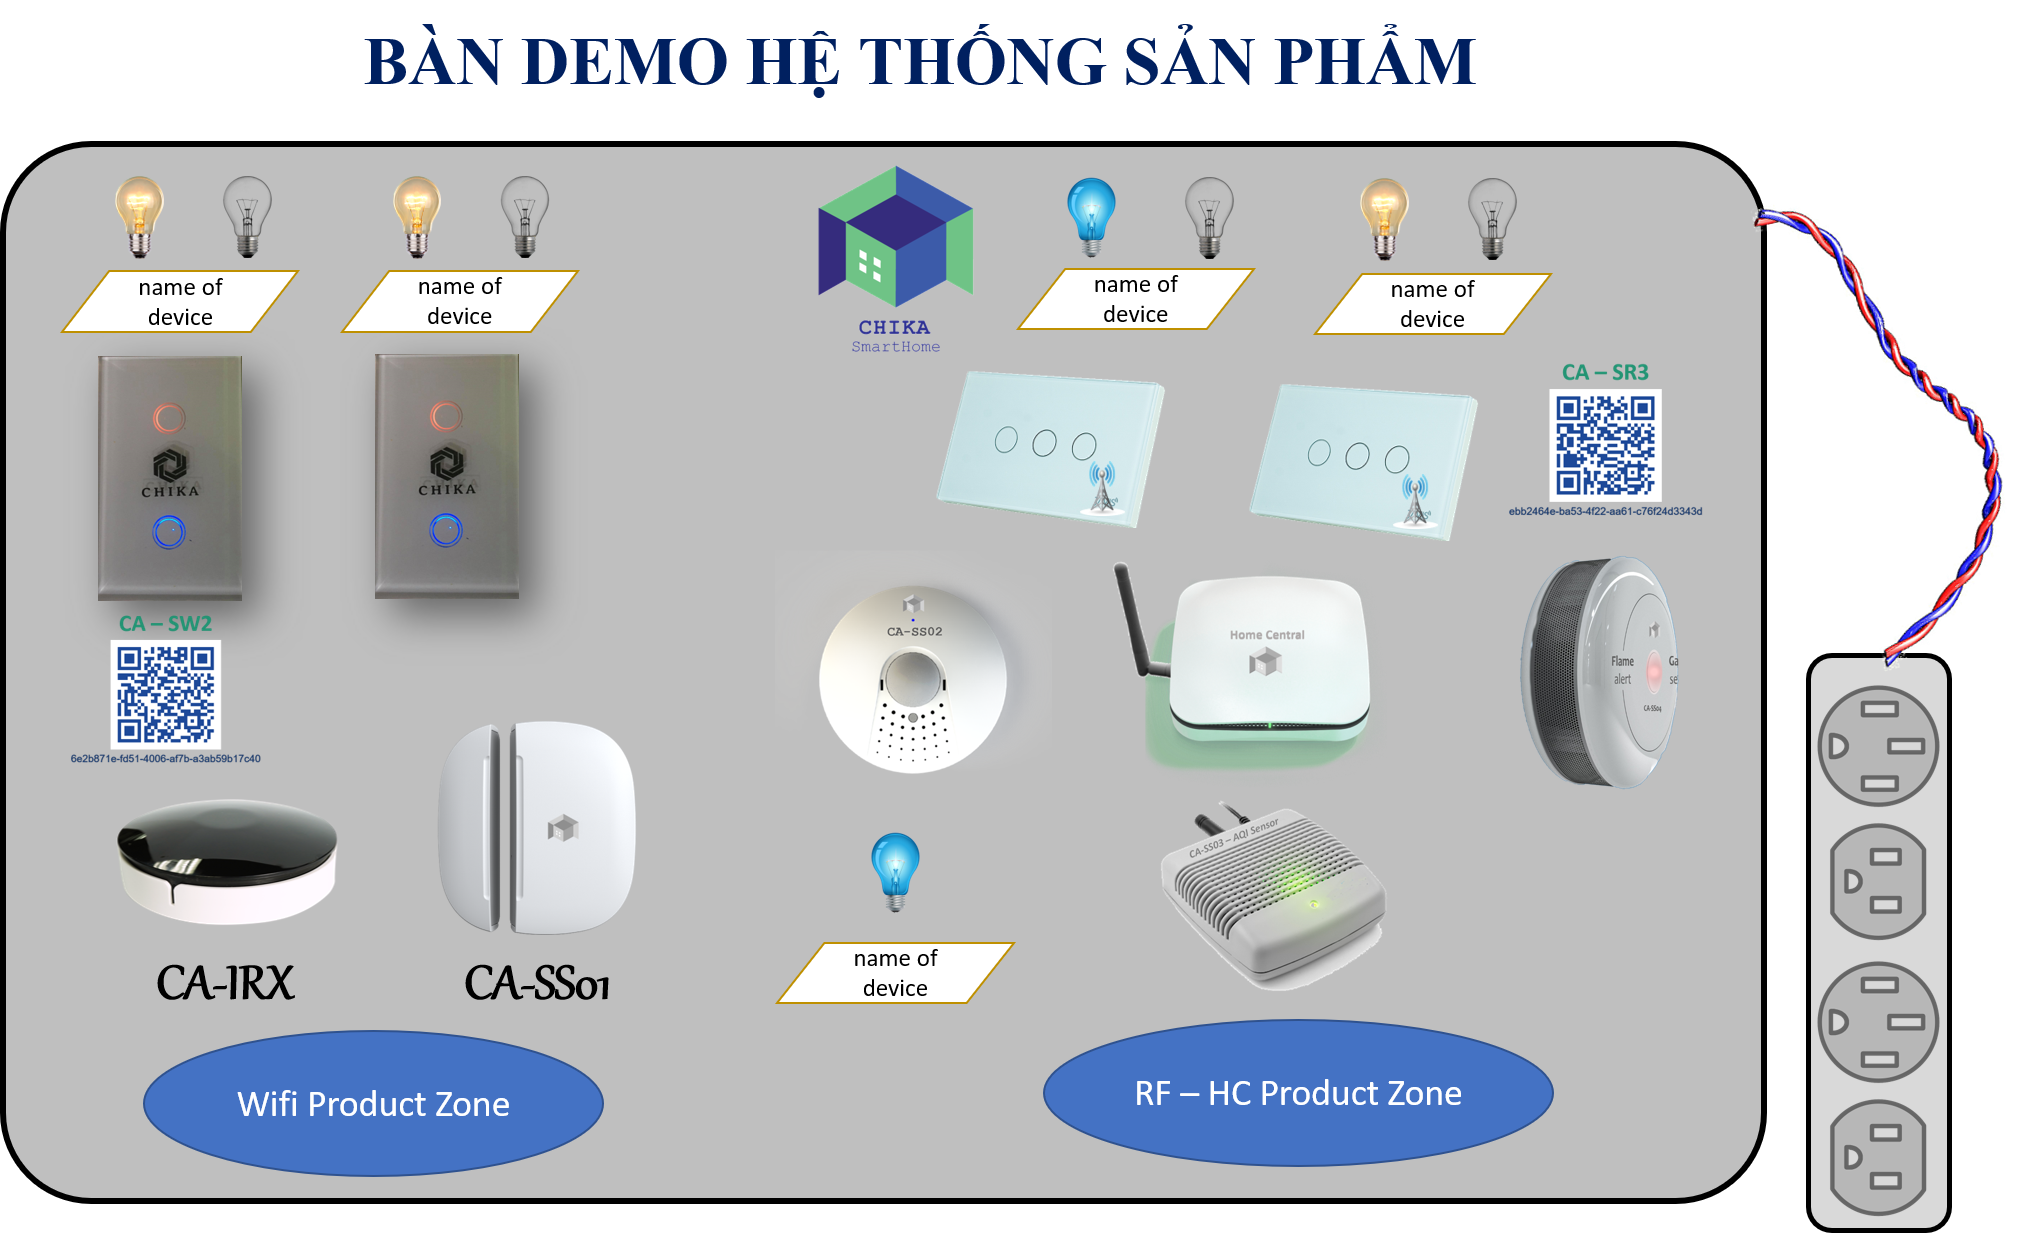 BÀN DEMO HỆ THỐNG SẢN PHẨM
name of
device
name of
device
CHIKA
SmartHome
name of
device
name of
device
CHIKA
CHIKA
CA – SR3
ebb2464e-ba53-4f22-aa61-c76f24d3343d
CA – SW2
6e2b871e-fd51-4006-af7b-a3ab59b17c40
CA-SS02
Home Central
Flame
alert
Ga
se
CA-SS04
CA-SS03 – AQI Sensor
CA-IRX
CA-SS01
name of
device
Wifi Product Zone
RF – HC Product Zone